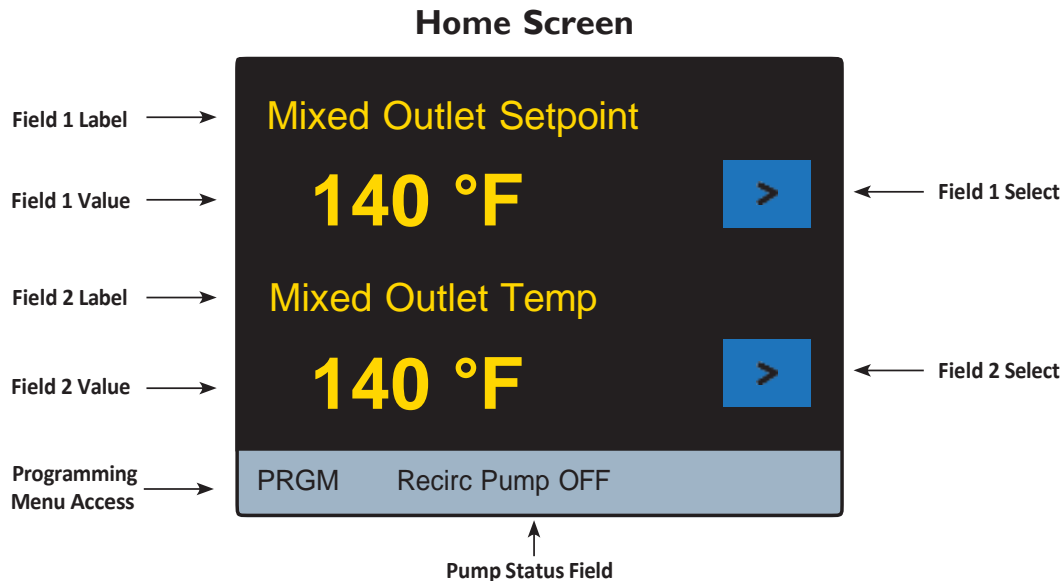 Home Screen
Field 1 Label
Mixed Outlet Setpoint
Field 1 Value
140 °F
>
Field 1 Select
Field 2 Label
Mixed Outlet Temp
Field 2 Value
140 °F
>
Field 2 Select
Programming
Menu Access
PRGM
Recirc Pump OFF
Pump Status Field